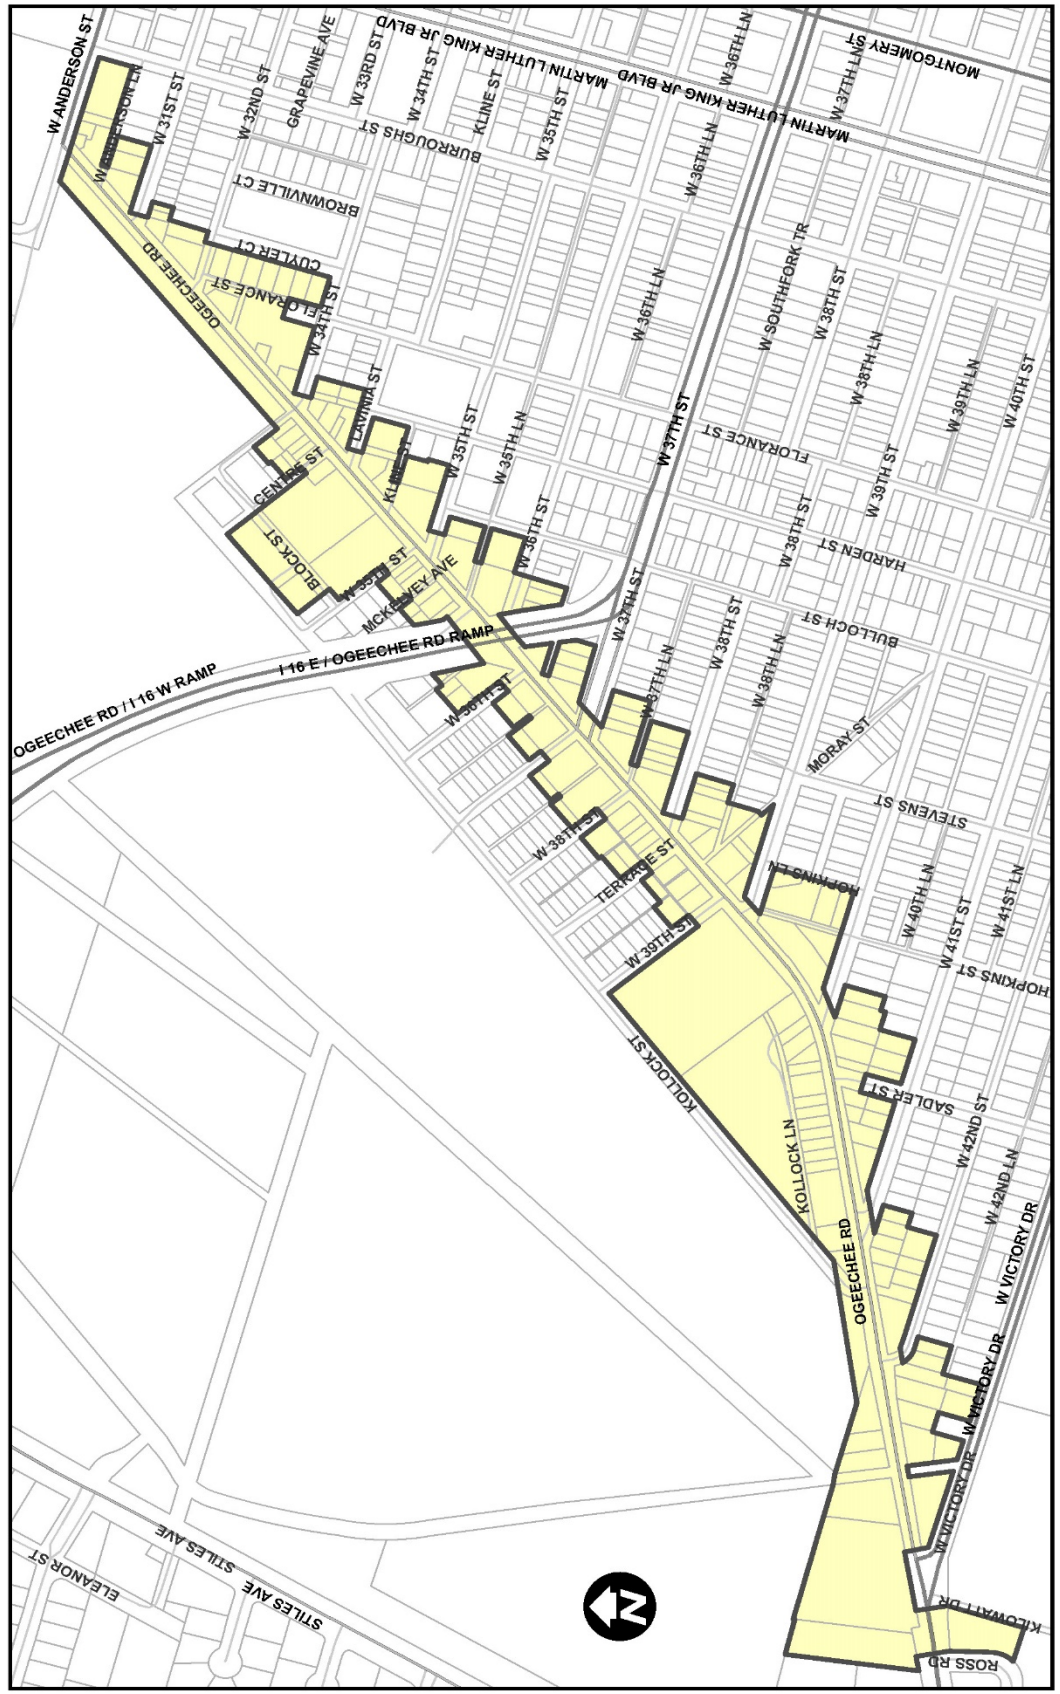 W ANDERSON ST
W ANDERSON LN
W 31ST ST
W 32ND ST
GRAPEVINE AVE
W 33RD ST
W 34TH ST
KLINE ST
W 35TH ST
MARTIN LUTHER KING JR BLVD
MARTIN LUTHER KING JR BLVD
MARTIN LUTHER KING JR BLVD
W 36TH LN
W 37TH LN
MONTGOMERY ST
BURROUGHS ST
BROWNVILLE CT
CUYLER CT
FLORANCE ST
OGEECHEE RD
W 34TH ST
W 36TH LN
W 36TH LN
W SOUTHFORK TR
W 38TH ST
W 38TH LN
W 39TH LN
W 40TH ST
LAVINIA ST
KLINE ST
W 35TH ST
W 35TH LN
W 37TH ST
FLORANCE ST
W 39TH ST
CENTRE ST
BLOCK ST
W 35TH ST
MCKELVEY AVE
W 36TH ST
W 38TH ST
HARDEN ST
W 37TH ST
BULLOCH ST
OGEECHEE RD / I 16 W RAMP
I 16 E / OGEECHEE RD RAMP
W 36TH ST
W 37TH LN
W 38TH ST
W 38TH LN
MORAY ST
STEVENS ST
W 38TH ST
TERRACE ST
W 39TH ST
HOPKINS LN
W 40TH LN
W 41ST ST
W 41ST LN
HOPKINS ST
KOLLOCK ST
SADLER ST
W 42ND ST
W 42ND LN
KOLLOCK LN
OGEECHEE RD
W VICTORY DR
W VICTORY DR
W VICTORY DR
ELEANOR ST
STILES AVE
STILES AVE
N
KILOWATT DR
ROSS RD